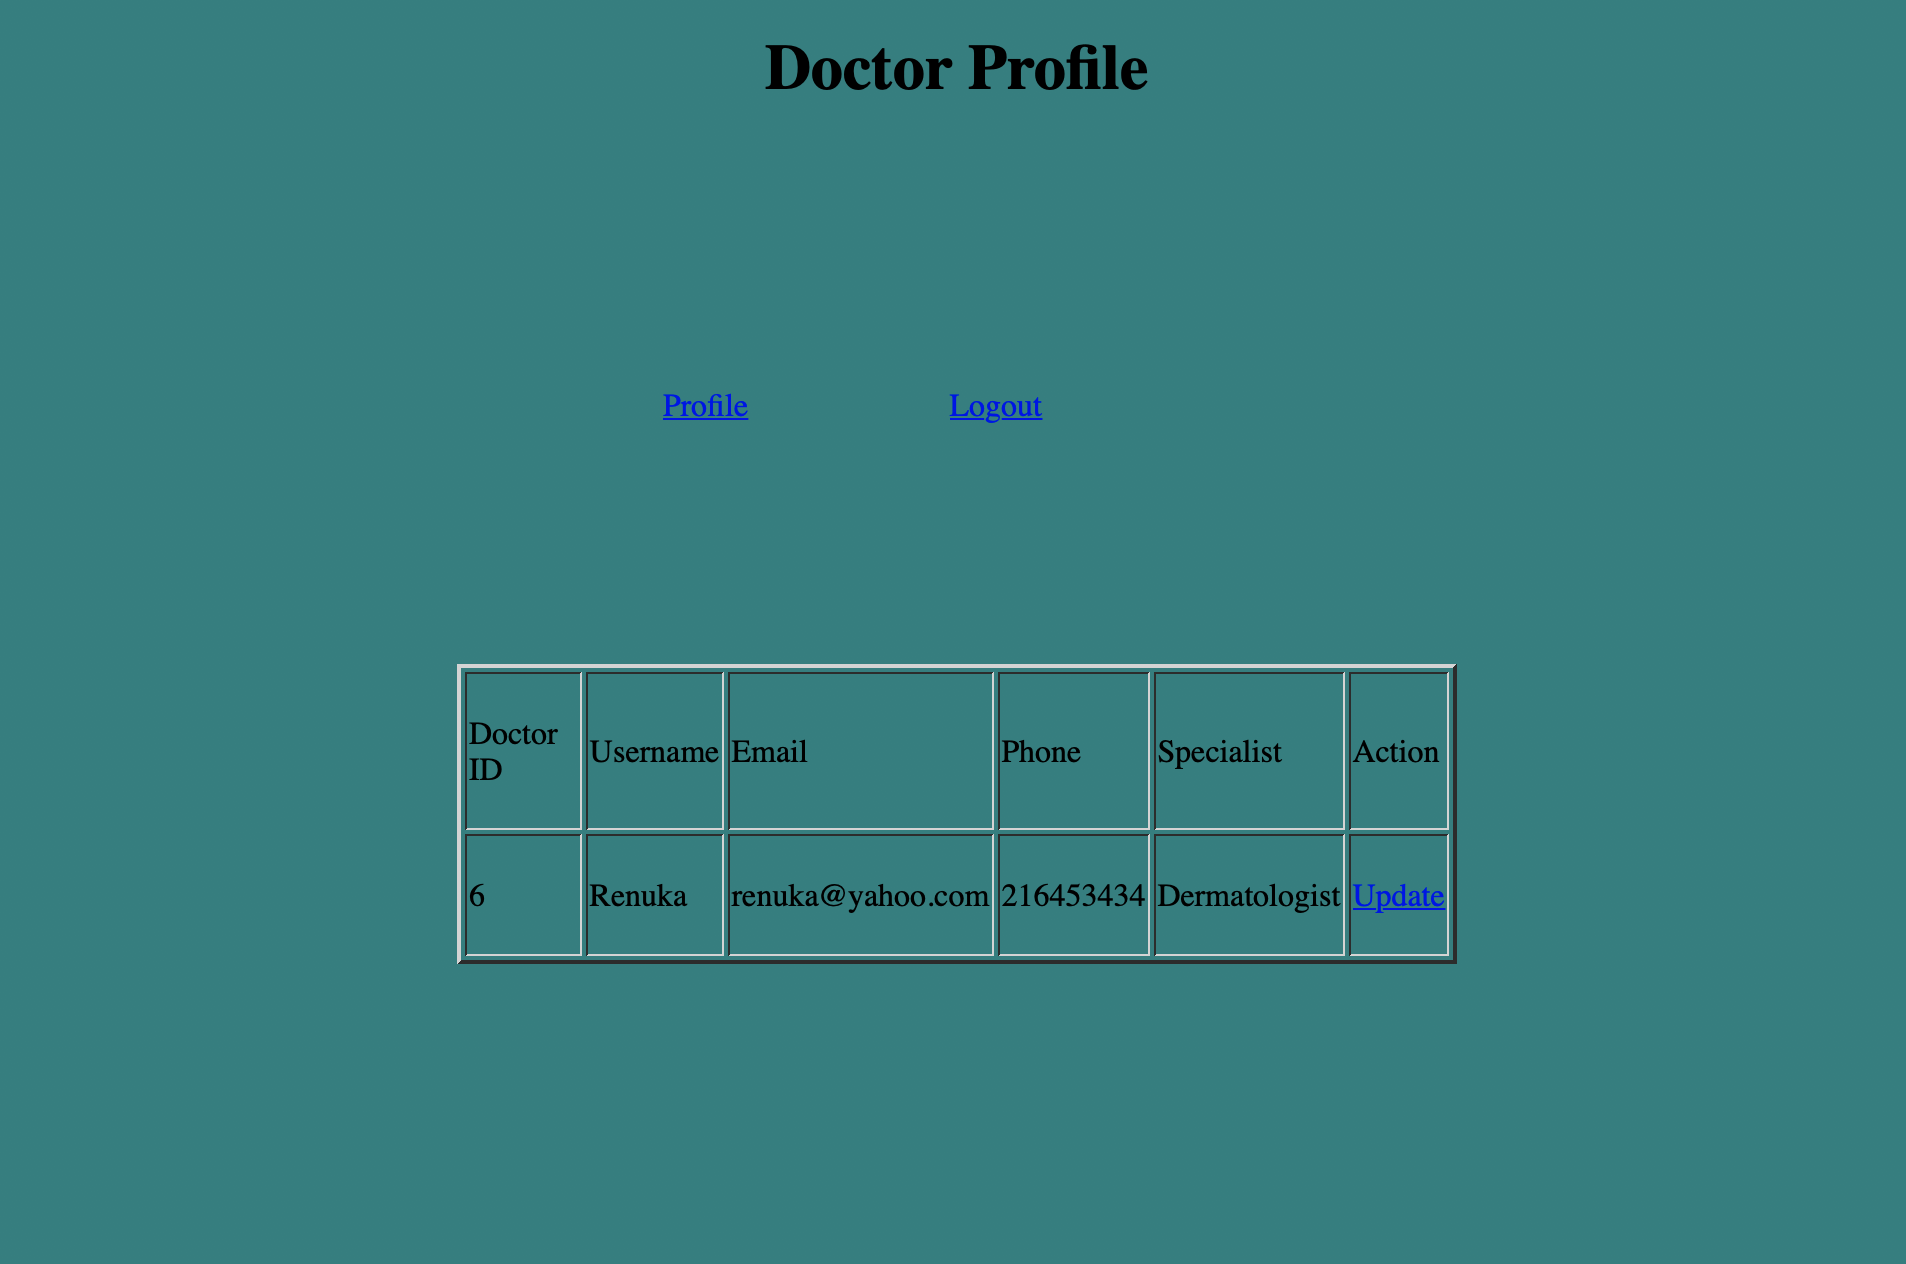 Doctor Profile
Profile Logout
Doctor
ID
Username Email Phone Specialist Action
6 Renuka renuka@yahoo.com 216453434 Dermatologist Update